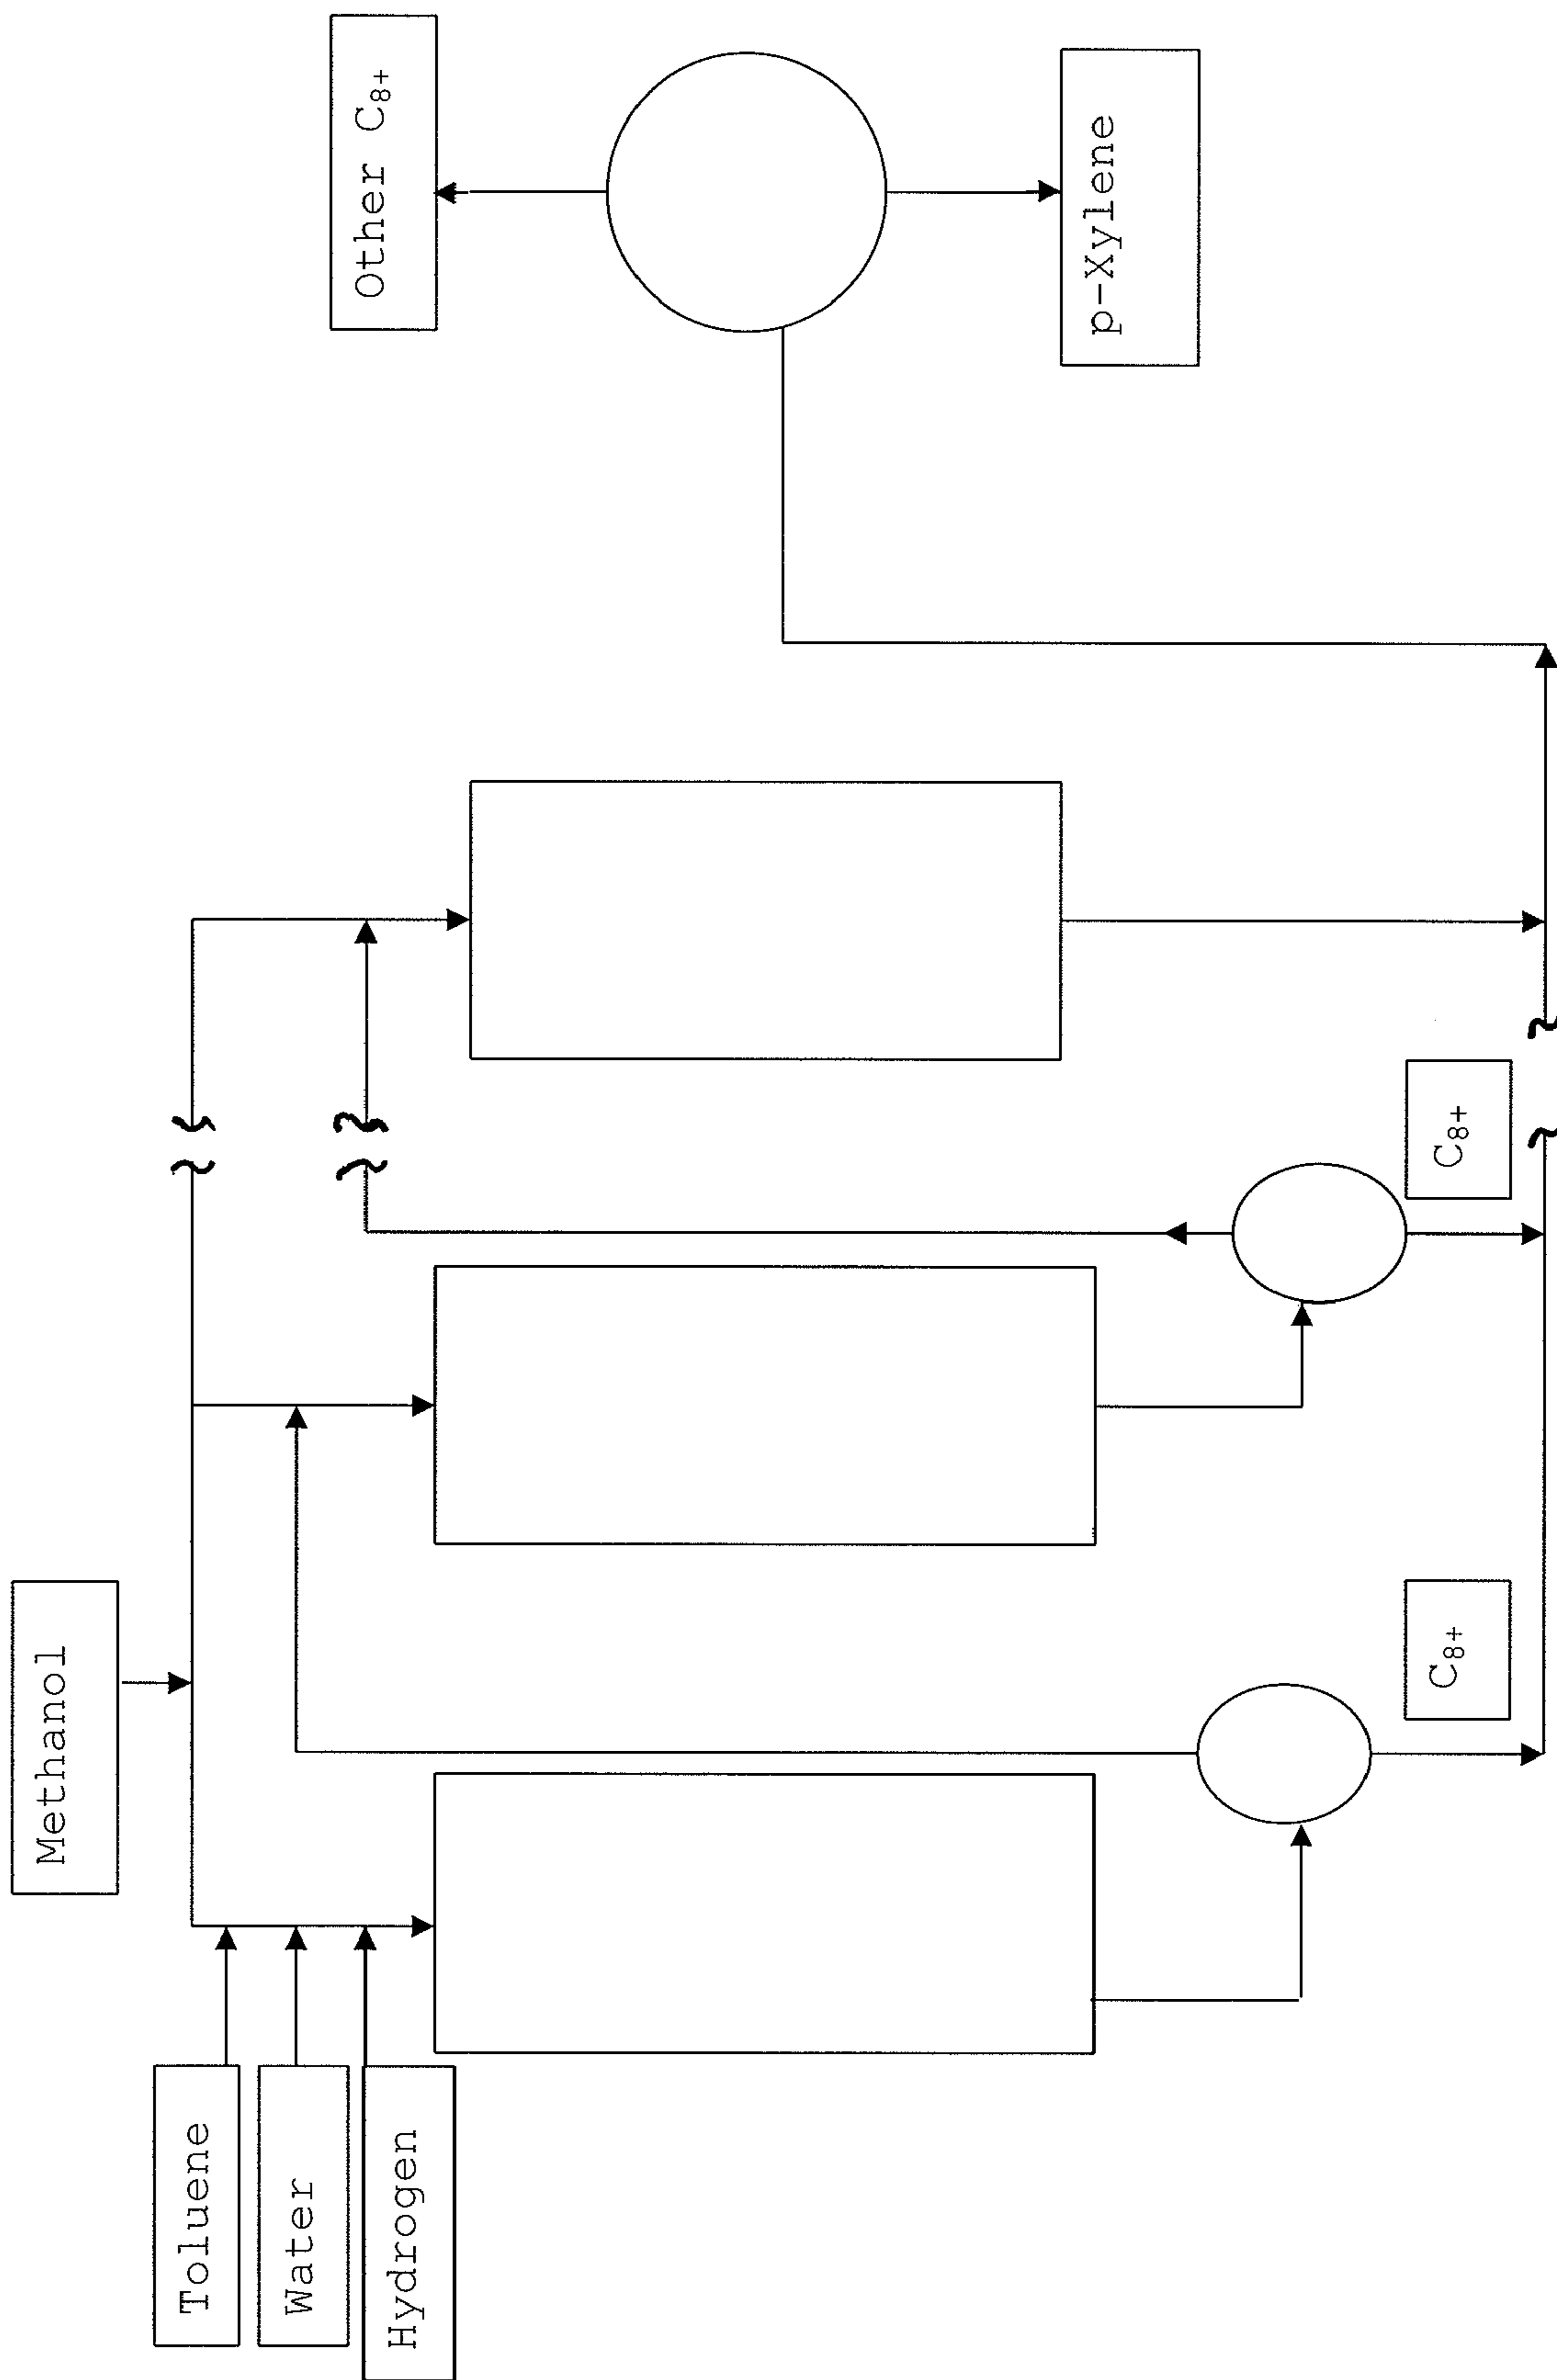 Methanol
Toluene
Water
Hydrogen
C8+
C8+
Other C8+
p-Xylene